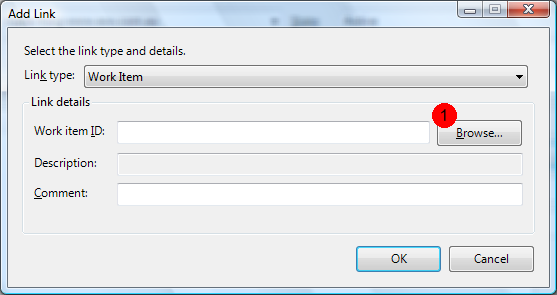 Add Link
Select the link type and details.
Link type: Work Item
Link details
1
Work item ID: Browse...
Description:
Comment:
OK Cancel